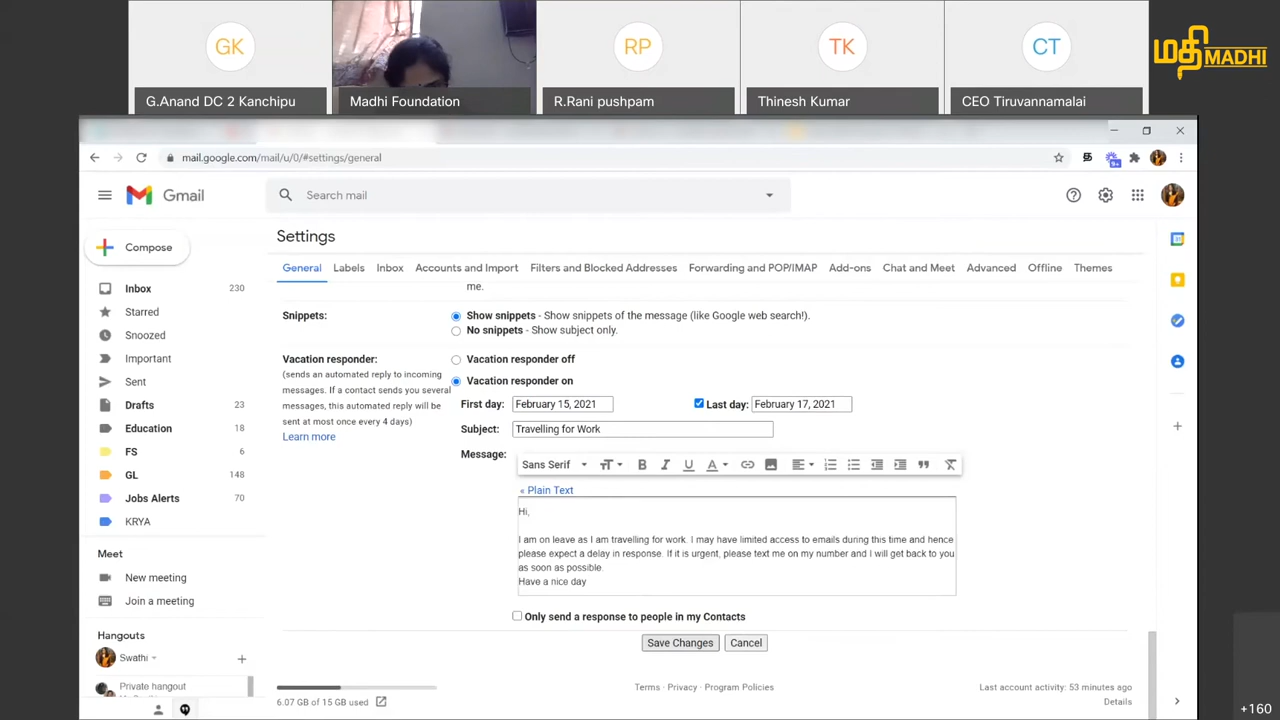 GK
RP
TK
CT
மதி MADHI
G.Anand DC 2 Kanchipu
Madhi Foundation
R.Rani pushpam
Thinesh Kumar
CEO Tiruvannamalai
mail.google.com/mail/u/0/#settings/general
Gmail
Search mail
Compose
Settings
General Labels Inbox Accounts and Import Filters and Blocked Addresses Forwarding and POP/IMAP Add-ons Chat and Meet Advanced Offline Themes
me.
Inbox 230
Starred
Snoozed
Important
Sent
Drafts 23
Education 18
FS 6
GL 148
Jobs Alerts 70
KRYA
Meet
New meeting
Join a meeting
Hangouts
Swathi
Private hangout
Snippets:
Show snippets - Show snippets of the message (like Google web search!).
No snippets - Show subject only.
Vacation responder:
(sends an automated reply to incoming
messages. If a contact sends you several
messages, this automated reply will be
sent at most once every 4 days)
Learn more
Vacation responder off
Vacation responder on
First day: February 15, 2021 Last day: February 17, 2021
Subject: Travelling for Work
Message:
Sans Serif
« Plain Text
Hi,
I am on leave as I am travelling for work. I may have limited access to emails during this time and hence
please expect a delay in response. If it is urgent, please text me on my number and I will get back to you
as soon as possible.
Have a nice day
Only send a response to people in my Contacts
Save Changes Cancel
6.07 GB of 15 GB used
Terms · Privacy · Program Policies
Last account activity: 53 minutes ago
Details
+160